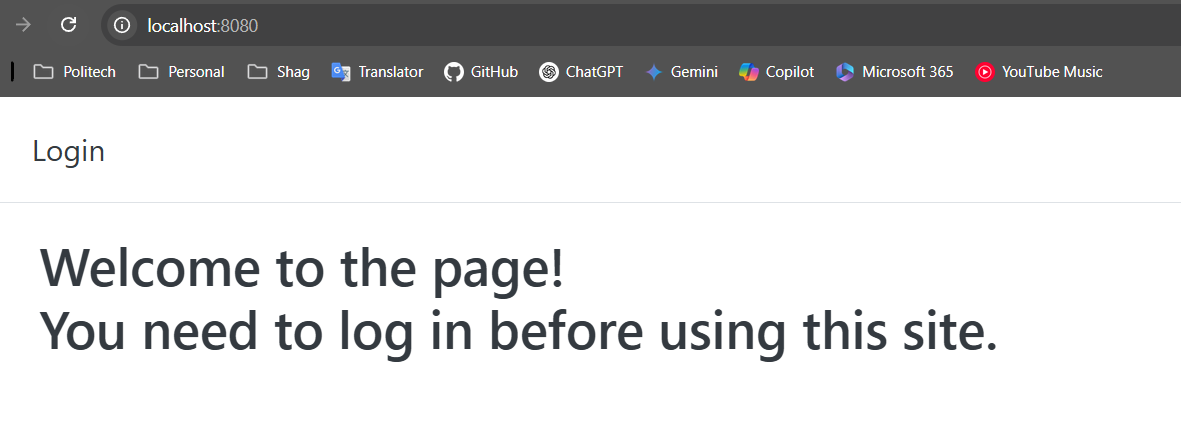 localhost:8080
Politech Personal Shag Translator GitHub ChatGPT Gemini Copilot Microsoft 365 YouTube Music
Login
Welcome to the page!
You need to log in before using this site.